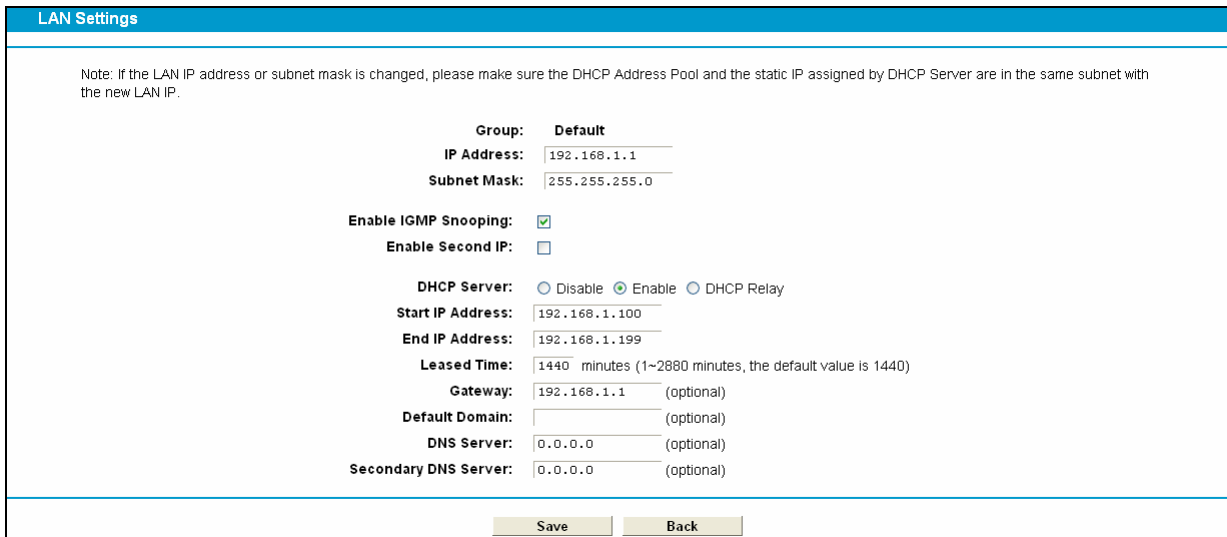 LAN Settings
Note: If the LAN IP address or subnet mask is changed, please make sure the DHCP Address Pool and the static IP assigned by DHCP Server are in the same subnet with
the new LAN IP.
Group: Default
IP Address: 192.168.1.1
Subnet Mask: 255.255.255.0
Enable IGMP Snooping:
Enable Second IP:
DHCP Server: Disable Enable DHCP Relay
Start IP Address: 192.168.1.100
End IP Address: 192.168.1.199
Leased Time: 1440 minutes (1~2880 minutes, the default value is 1440)
Gateway: 192.168.1.1 (optional)
Default Domain: (optional)
DNS Server: 0.0.0.0 (optional)
Secondary DNS Server: 0.0.0.0 (optional)
Save Back